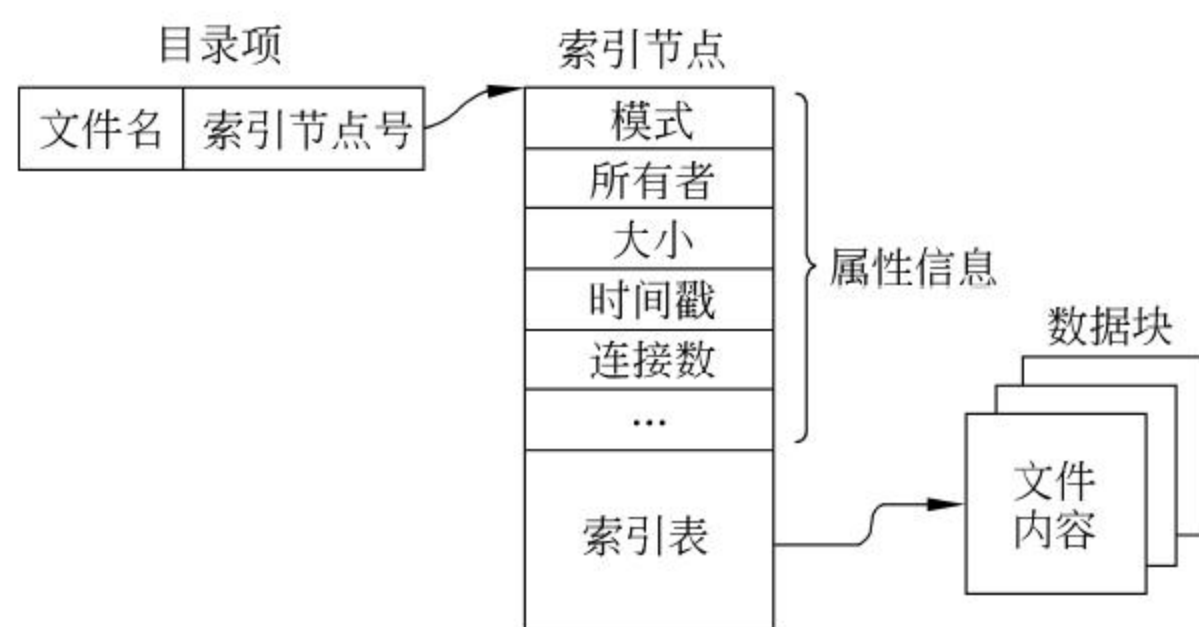 目录项
文件名 索引节点号
索引节点
模式
所有者
大小
时间戳
连接数
…
索引表
属性信息
数据块
文件
内容